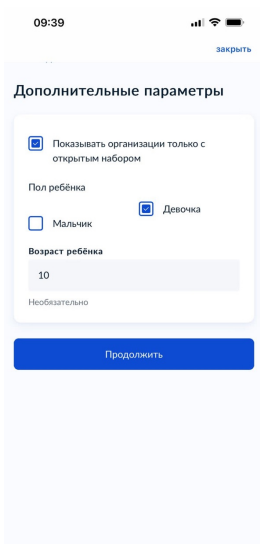 09:39
закрыть
Дополнительные параметры
Показывать организации только с
открытым набором
Пол ребёнка
Девочка
Мальчик
Возраст ребёнка
10
Необязательно
Продолжить